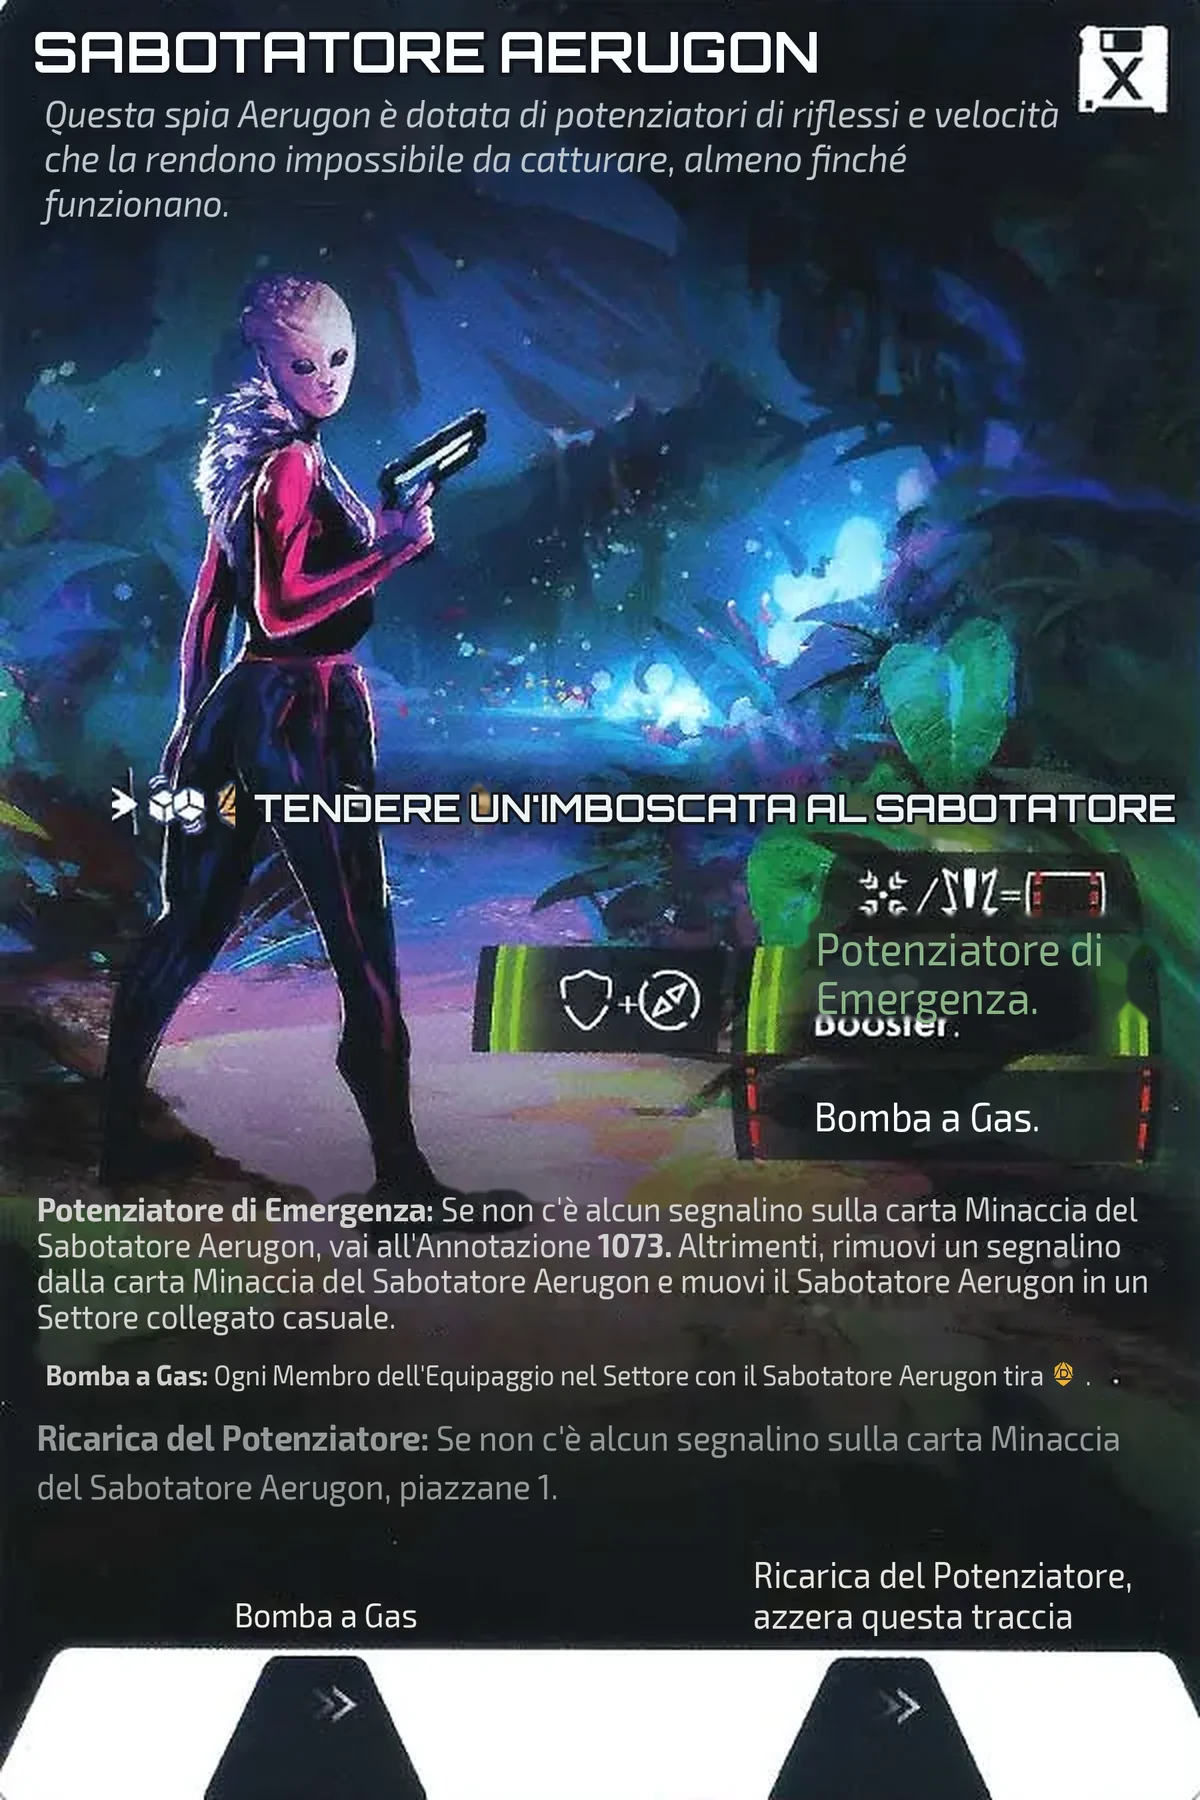 SABOTATORE AERUGON
X
Questa spia Aerugon è dotata di potenziatori di riflessi e velocità
che la rendono impossibile da catturare, almeno finché
funzionano.
TENDERE UN'IMBOSCATA AL SABOTATORE
Potenziatore di
Emergenza.
Booster.
Bomba a Gas.
Potenziatore di Emergenza: Se non c'è alcun segnalino sulla carta Minaccia del
Sabotatore Aerugon, vai all'Annotazione 1073. Altrimenti, rimuovi un segnalino
dalla carta Minaccia del Sabotatore Aerugon e muovi il Sabotatore Aerugon in un
Settore collegato casuale.
Bomba a Gas: Ogni Membro dell'Equipaggio nel Settore con il Sabotatore Aerugon tira D .
Ricarica del Potenziatore: Se non c'è alcun segnalino sulla carta Minaccia
del Sabotatore Aerugon, piazzane 1.
Bomba a Gas
Ricarica del Potenziatore,
azzera questa traccia